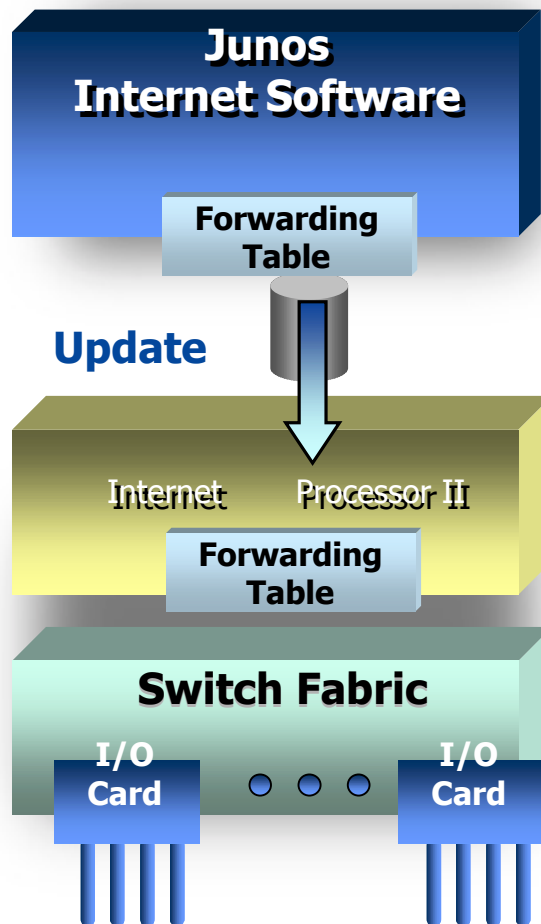 Junos
Internet Software
Forwarding
Table
Update
Internet Processor II
Forwarding
Table
Switch Fabric
I/O
Card
I/O
Card